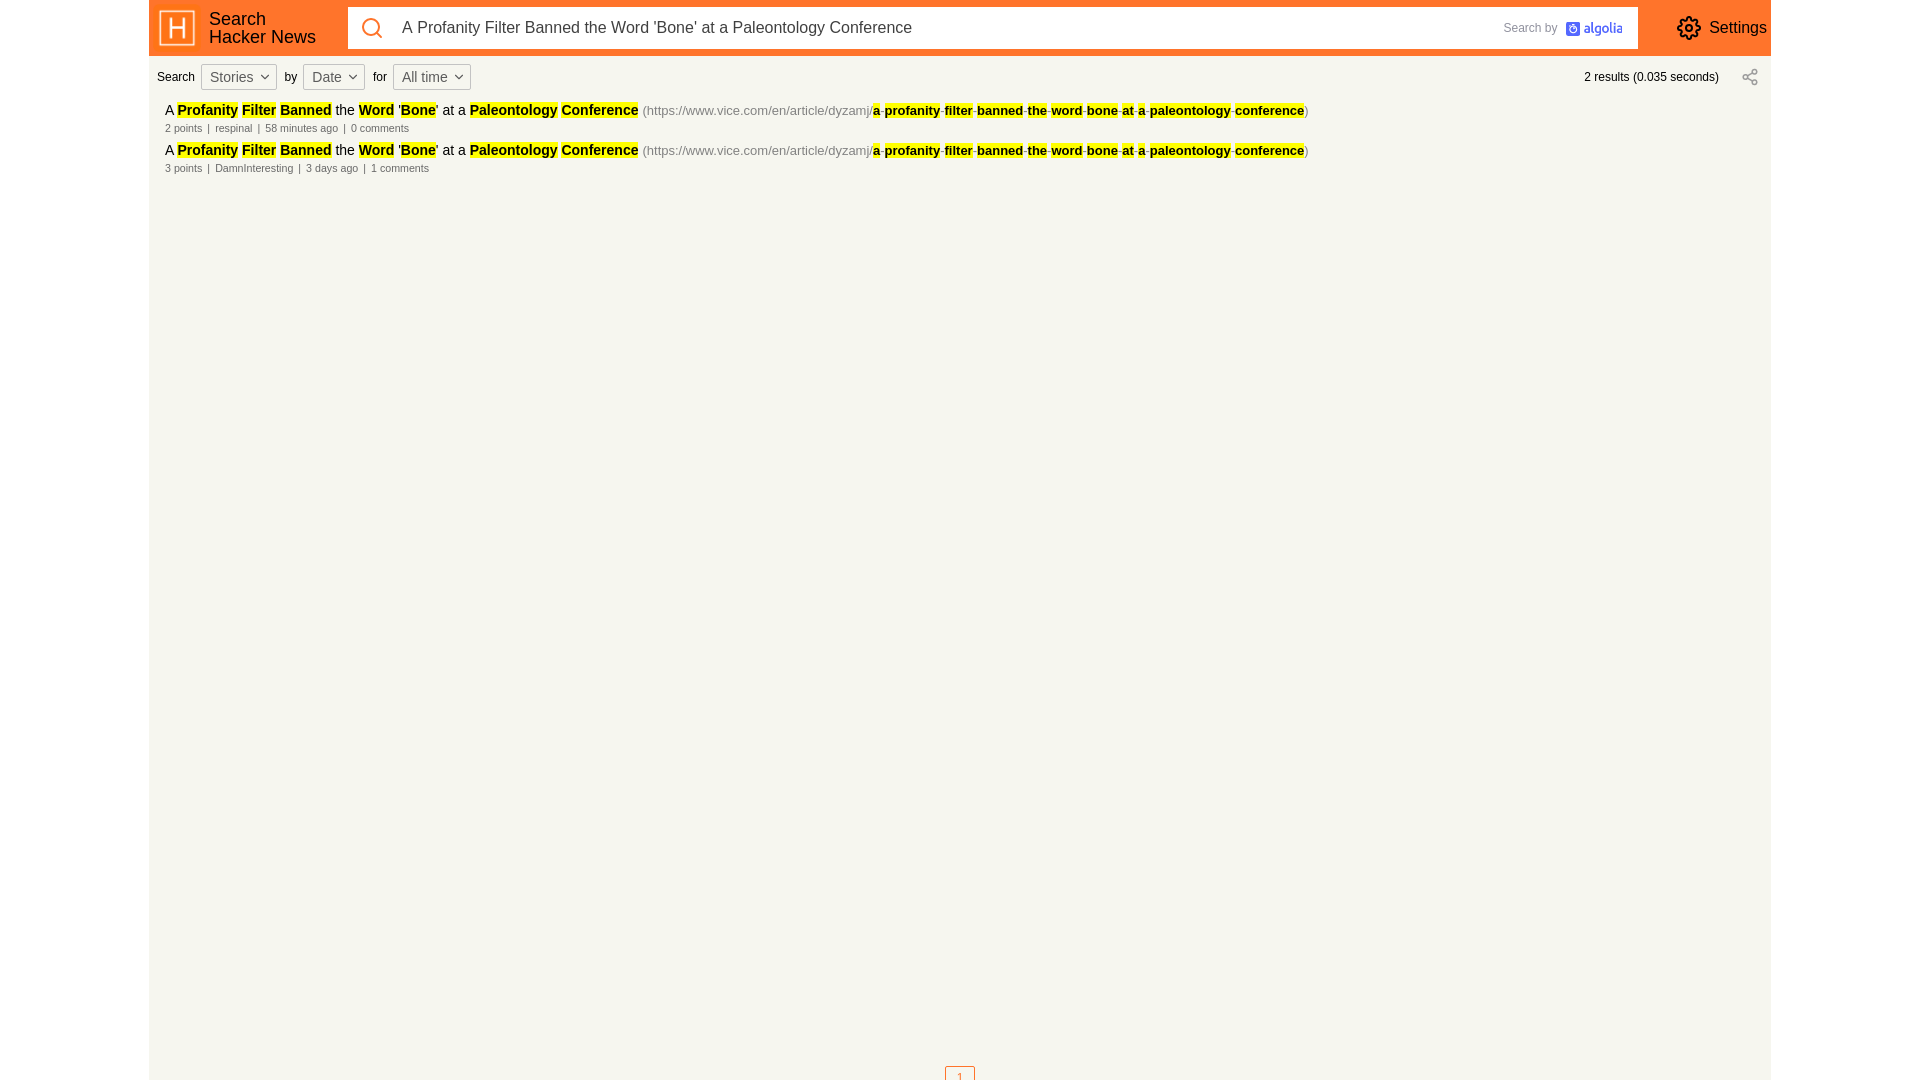 H
Search
Hacker News
A Profanity Filter Banned the Word 'Bone' at a Paleontology Conference
Search by algolia
Settings
Search Stories by Date for All time
2 results (0.035 seconds)
A Profanity Filter Banned the Word 'Bone' at a Paleontology Conference (https://www.vice.com/en/article/dyzamj/a-profanity-filter-banned-the-word-bone-at-a-paleontology-conference)
2 points | respinal | 58 minutes ago | 0 comments
A Profanity Filter Banned the Word 'Bone' at a Paleontology Conference (https://www.vice.com/en/article/dyzamj/a-profanity-filter-banned-the-word-bone-at-a-paleontology-conference)
3 points | DamnInteresting | 3 days ago | 1 comments
1